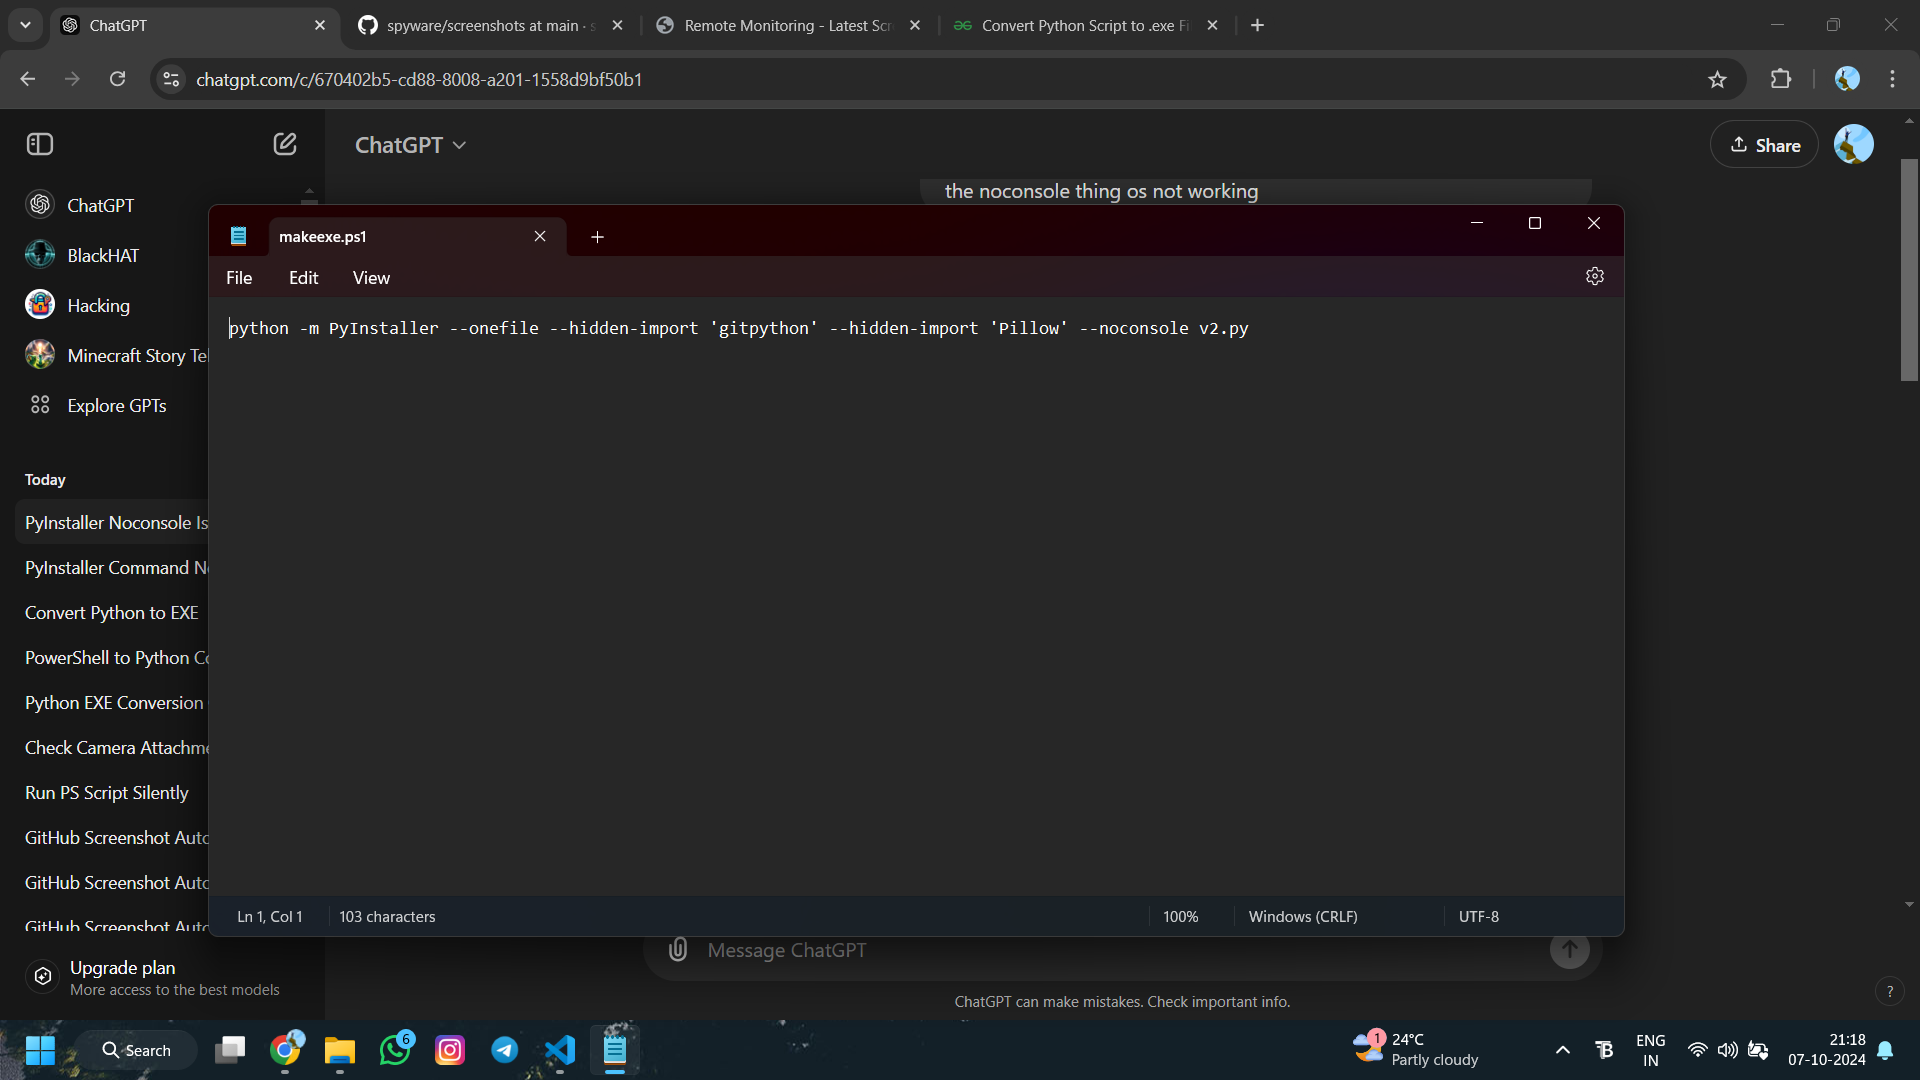 ChatGPT
spyware/screenshots at main · s
Remote Monitoring - Latest Scr
Convert Python Script to .exe Fi
chatgpt.com/c/670402b5-cd88-8008-a201-1558d9bf50b1
ChatGPT
Share
the noconsole thing os not working
ChatGPT
BlackHAT
Hacking
Minecraft Story Te
Explore GPTs
Today
PyInstaller Noconsole Is
PyInstaller Command N
Convert Python to EXE
PowerShell to Python Co
Python EXE Conversion
Check Camera Attachme
Run PS Script Silently
GitHub Screenshot Auto
GitHub Screenshot Auto
GitHub Screenshot Auto
Upgrade plan
More access to the best models
makeexe.ps1
File
Edit
View
python -m PyInstaller --onefile --hidden-import 'gitpython' --hidden-import 'Pillow' --noconsole v2.py
Ln 1, Col 1
103 characters
100%
Windows (CRLF)
UTF-8
Message ChatGPT
ChatGPT can make mistakes. Check important info.
?
Search
6
1
24°C
Partly cloudy
ENG
IN
21:18
07-10-2024